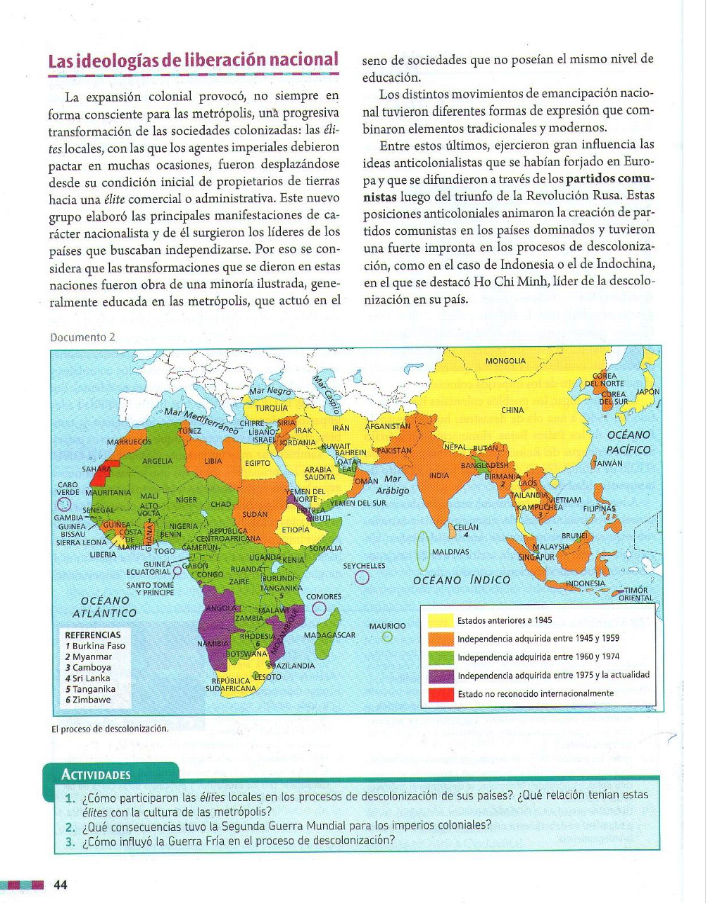 Las ideologías de liberación nacional
La expansión colonial provocó, no siempre en
forma consciente para las metrópolis, una progresiva
transformación de las sociedades colonizadas: las éli-
tes locales, con las que los agentes imperiales debieron
pactar en muchas ocasiones, fueron desplazándose
desde su condición inicial de propietarios de tierras
hacia una élite comercial o administrativa. Este nuevo
grupo elaboró las principales manifestaciones de ca-
rácter nacionalista y de él surgieron los líderes de los
países que buscaban independizarse. Por eso se con-
sidera que las transformaciones que se dieron en estas
naciones fueron obra de una minoría ilustrada, gene-
ralmente educada en las metrópolis, que actuó en el
seno de sociedades que no poseían el mismo nivel de
educación.
Los distintos movimientos de emancipación nacio-
nal tuvieron diferentes formas de expresión que com-
binaron elementos tradicionales y modernos.
Entre estos últimos, ejercieron gran influencia las
ideas anticolonialistas que se habían forjado en Euro-
pa y que se difundieron a través de los partidos comu-
nistas luego del triunfo de la Revolución Rusa. Estas
posiciones anticoloniales animaron la creación de par-
tidos comunistas en los países dominados y tuvieron
una fuerte impronta en los procesos de descoloniza-
ción, como en el caso de Indonesia o el de Indochina,
en el que se destacó Ho Chi Minh, líder de la descolo-
nización en su país.
Documento 2
MONGOLIA
COREA
DEL NORTE
COREA
DEL SUR
JAPÓN
CHINA
Mar Negro
Mar Caspio
TURQUÍA
Mar Mediterráneo
CHIPRE
LÍBANO
ISRAEL
SIRIA
JORDANIA
IRAK
IRÁN
AFGANISTÁN
KUWAIT
BAHREIN
QATAR
EAU
PAKISTÁN
NEPAL
BUTÁN
OCÉANO
PACÍFICO
TAIWÁN
TÚNEZ
MARRUECOS
ARGELIA
LIBIA
EGIPTO
ARABIA
SAUDITA
OMÁN
Mar
Arábigo
INDIA
BANGLADESH
BIRMANIA
2
LAOS
SAHARA
CABO
VERDE
MAURITANIA
MALI
NÍGER
CHAD
SUDÁN
YEMEN DEL
NORTE
YEMEN DEL SUR
ERITREA
DJIBUTI
TAILANDIA
VIETNAM
KAMPUCHEA
3
FILIPINAS
SENEGAL
GAMBIA
GUINEA
BISSAU
GUINEA
SIERRA LEONA
LIBERIA
COSTA
DE
MARFIL
ALTO
VOLTA
1
GHANA
TOGO
BENIN
NIGERIA
CAMERÚN
REPÚBLICA
CENTROAFRICANA
ETIOPÍA
SOMALIA
CEILÁN
4
MALDIVAS
BRUNEI
MALAYSIA
SINGAPUR
INDONESIA
TIMOR
ORIENTAL
GUINEA
ECUATORIAL
SANTO TOMÉ
Y PRÍNCIPE
GABÓN
CONGO
ZAIRE
UGANDA
KENIA
RUANDA
BURUNDI
TANGANIKA
5
SEYCHELLES
OCÉANO ÍNDICO
OCÉANO
ATLÁNTICO
COMORES
ANGOLA
ZAMBIA
MALAWI
MOZAMBIQUE
RHODESIA
6
NAMIBIA
BOTSWANA
MADAGASCAR
MAURICIO
SWAZILANDIA
LESOTO
REPÚBLICA
SUDAFRICANA
REFERENCIAS
1 Burkina Faso
2 Myanmar
3 Camboya
4 Sri Lanka
5 Tanganika
6 Zimbawe
Estados anteriores a 1945
Independencia adquirida entre 1945 y 1959
Independencia adquirida entre 1960 y 1974
Independencia adquirida entre 1975 y la actualidad
Estado no reconocido internacionalmente
El proceso de descolonización.
ACTIVIDADES
1. ¿Cómo participaron las élites locales en los procesos de descolonización de sus países? ¿Qué relación tenían estas
élites con la cultura de las metrópolis?
2. ¿Qué consecuencias tuvo la Segunda Guerra Mundial para los imperios coloniales?
3. ¿Cómo influyó la Guerra Fría en el proceso de descolonización?
44